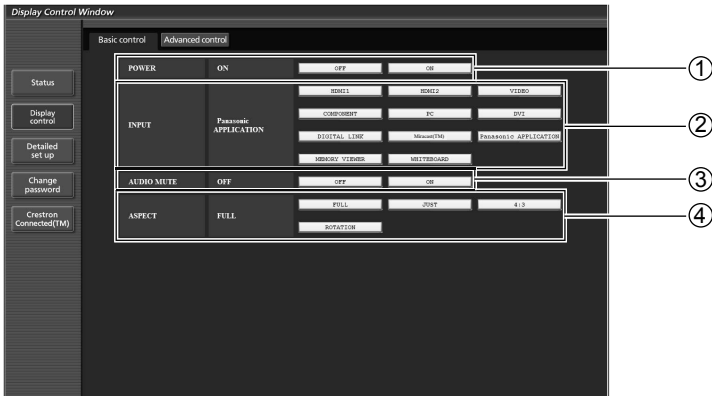 Display Control Window
Basic control Advanced control
POWER ON OFF ON ①
Status
Display
control
Detailed
set up
Change
password
Crestron
Connected(TM)
INPUT Panasonic
APPLICATION
HDMI1 HDMI2 VIDEO
COMPONENT PC DVI
DIGITAL LINK Miracast(TM) Panasonic APPLICATION
MEMORY VIEWER WHITEBOARD
②
AUDIO MUTE OFF OFF ON ③
ASPECT FULL FULL JUST 4:3
ROTATION
④